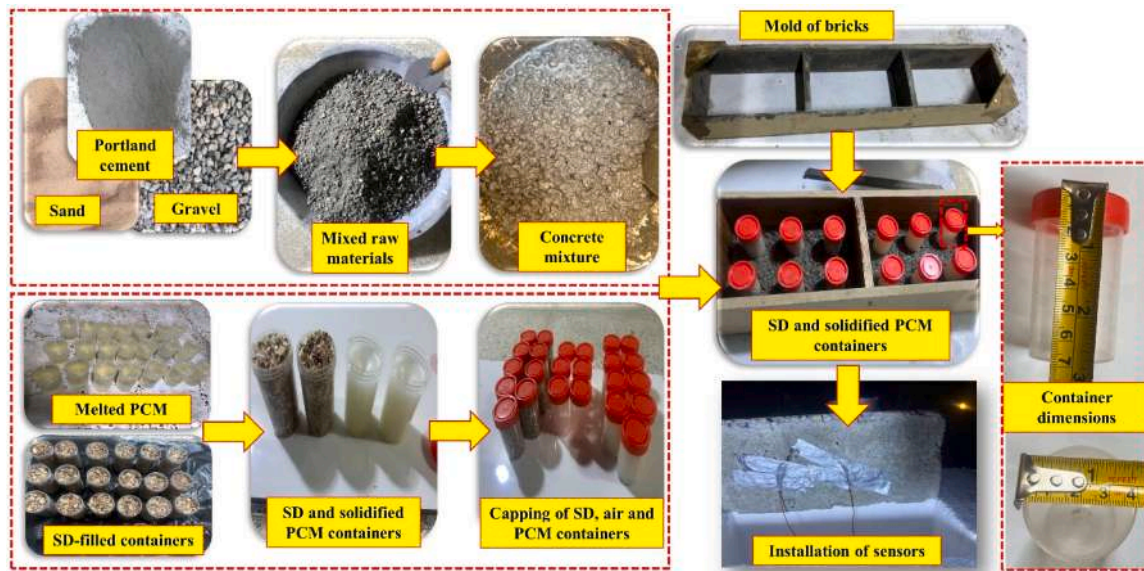 Portland
cement
Sand
Gravel
Mixed raw
materials
Concrete
mixture
Melted PCM
SD-filled containers
SD and solidified
PCM containers
Capping of SD, air and
PCM containers
Mold of bricks
SD and solidified PCM
containers
Installation of sensors
Container
dimensions